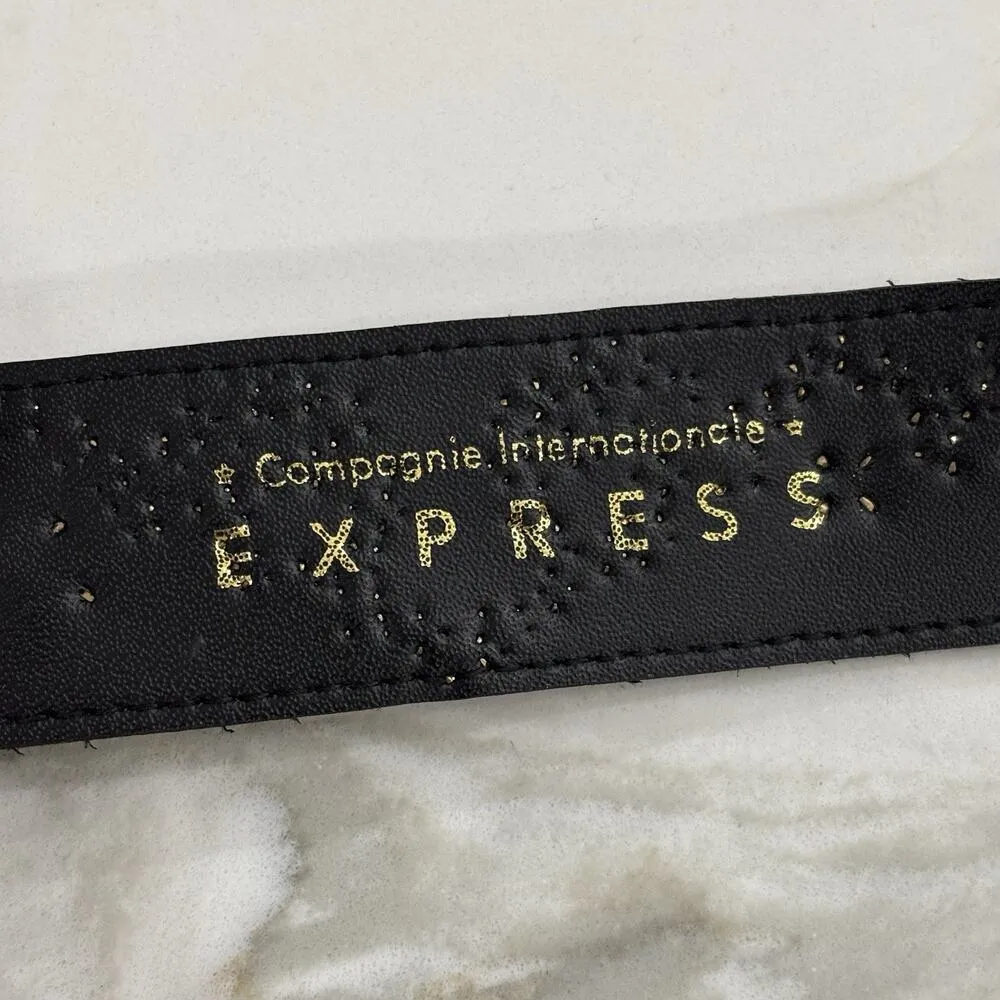 ★ Compagnie Internationale ★
EXPRESS